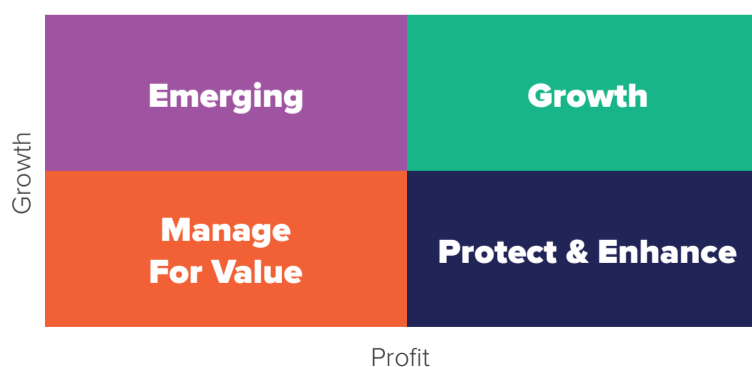 Emerging
Growth
Growth
Manage
For Value
Protect & Enhance
Profit